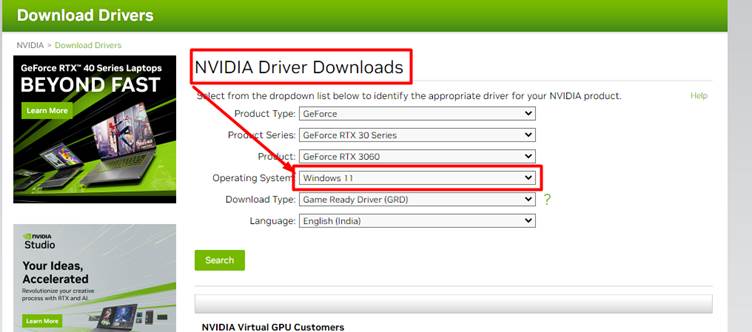 Download Drivers
NVIDIA > Download Drivers
GeForce RTX™ 40 Series Laptops
BEYOND FAST
Learn More
NVIDIA Driver Downloads
Select from the dropdown list below to identify the appropriate driver for your NVIDIA product.
Help
Product Type: GeForce
Product Series: GeForce RTX 30 Series
Product: GeForce RTX 3060
Operating System: Windows 11
Download Type: Game Ready Driver (GRD)
?
Language: English (India)
Search
NVIDIA
Studio
Your Ideas,
Accelerated
Revolutionize your creative
process with RTX and AI.
Learn More
NVIDIA Virtual GPU Customers